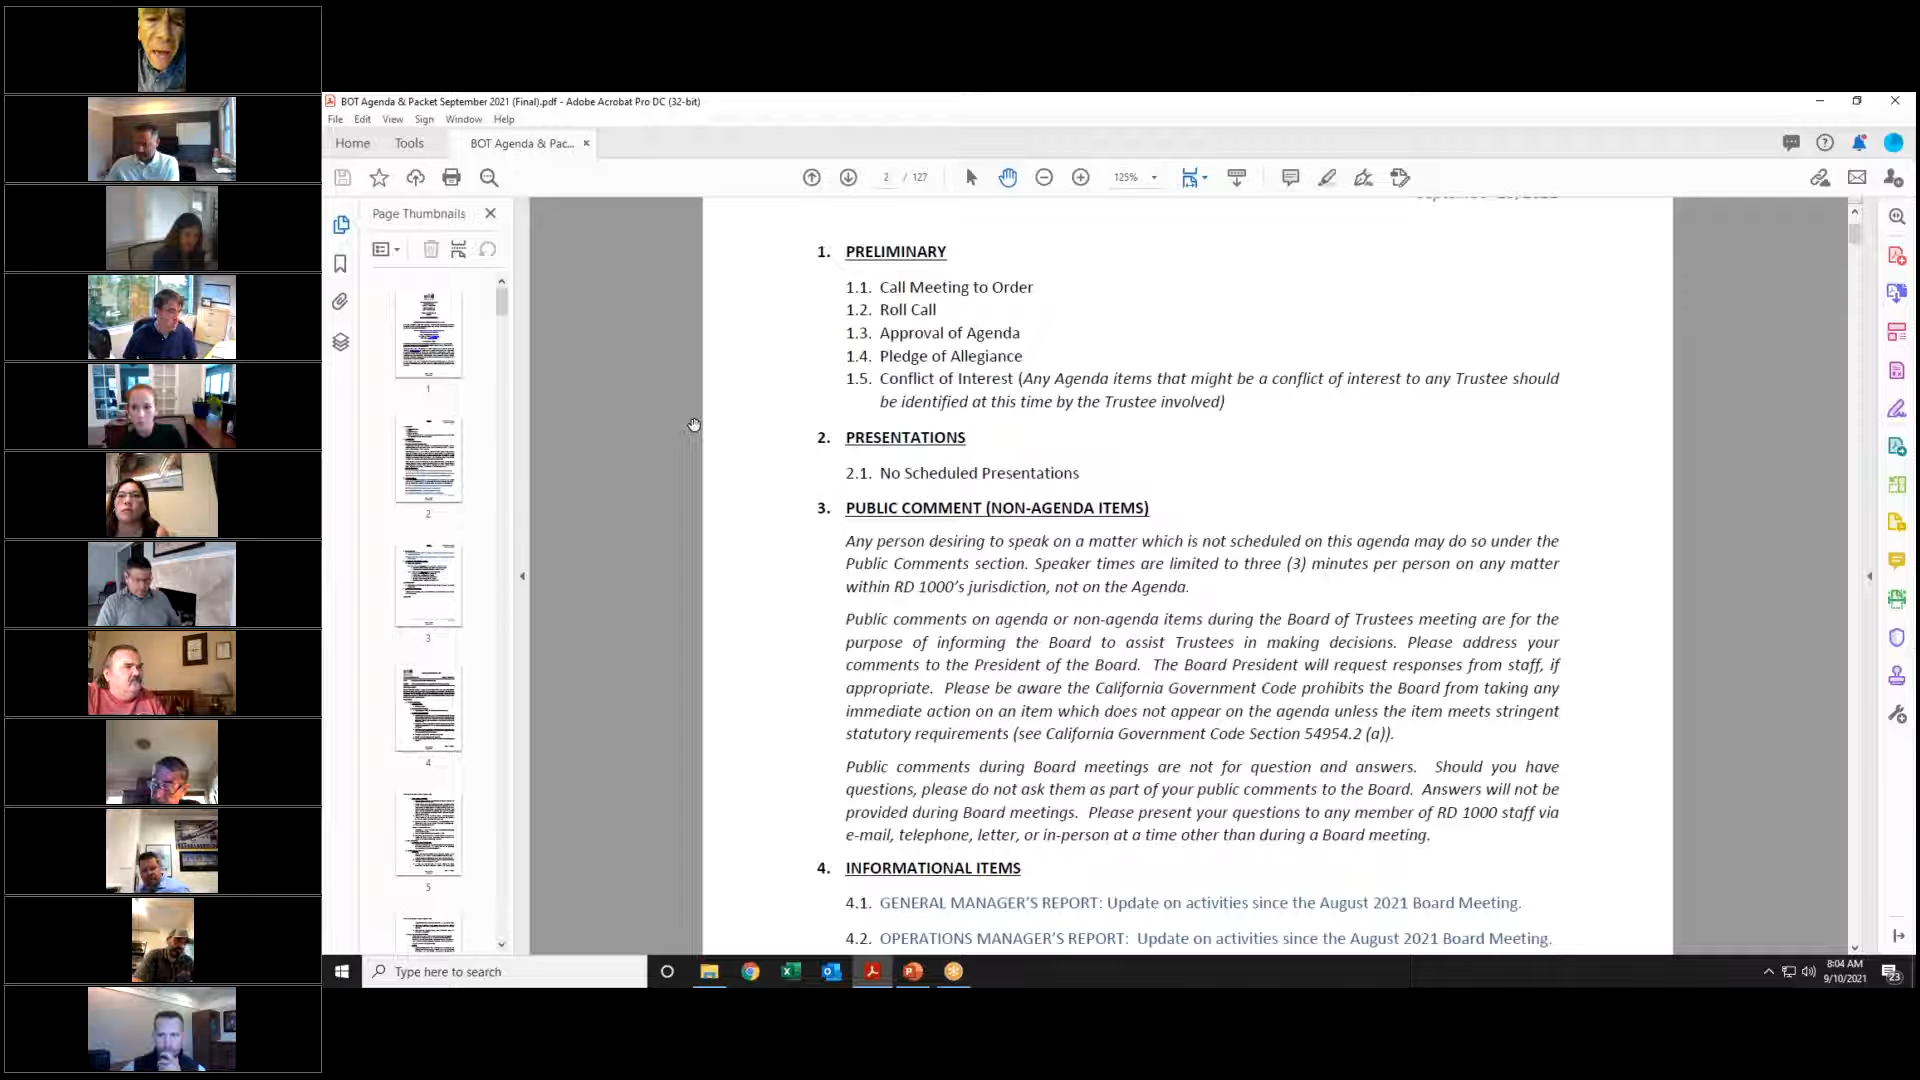 BOT Agenda & Packet September 2021 (Final).pdf - Adobe Acrobat Pro DC (32-bit)
File Edit View Sign Window Help
Home Tools BOT Agenda & Pac...
2 / 127 125%
Page Thumbnails
1
2
3
4
5
1. PRELIMINARY
1.1. Call Meeting to Order
1.2. Roll Call
1.3. Approval of Agenda
1.4. Pledge of Allegiance
1.5. Conflict of Interest (Any Agenda items that might be a conflict of interest to any Trustee should
be identified at this time by the Trustee involved)
2. PRESENTATIONS
2.1. No Scheduled Presentations
3. PUBLIC COMMENT (NON-AGENDA ITEMS)
Any person desiring to speak on a matter which is not scheduled on this agenda may do so under the
Public Comments section. Speaker times are limited to three (3) minutes per person on any matter
within RD 1000's jurisdiction, not on the Agenda.
Public comments on agenda or non-agenda items during the Board of Trustees meeting are for the
purpose of informing the Board to assist Trustees in making decisions. Please address your
comments to the President of the Board. The Board President will request responses from staff, if
appropriate. Please be aware the California Government Code prohibits the Board from taking any
immediate action on an item which does not appear on the agenda unless the item meets stringent
statutory requirements (see California Government Code Section 54954.2 (a)).
Public comments during Board meetings are not for question and answers. Should you have
questions, please do not ask them as part of your public comments to the Board. Answers will not be
provided during Board meetings. Please present your questions to any member of RD 1000 staff via
e-mail, telephone, letter, or in-person at a time other than during a Board meeting.
4. INFORMATIONAL ITEMS
4.1. GENERAL MANAGER'S REPORT: Update on activities since the August 2021 Board Meeting.
4.2. OPERATIONS MANAGER'S REPORT: Update on activities since the August 2021 Board Meeting.
Type here to search
8:04 AM
9/10/2021
23